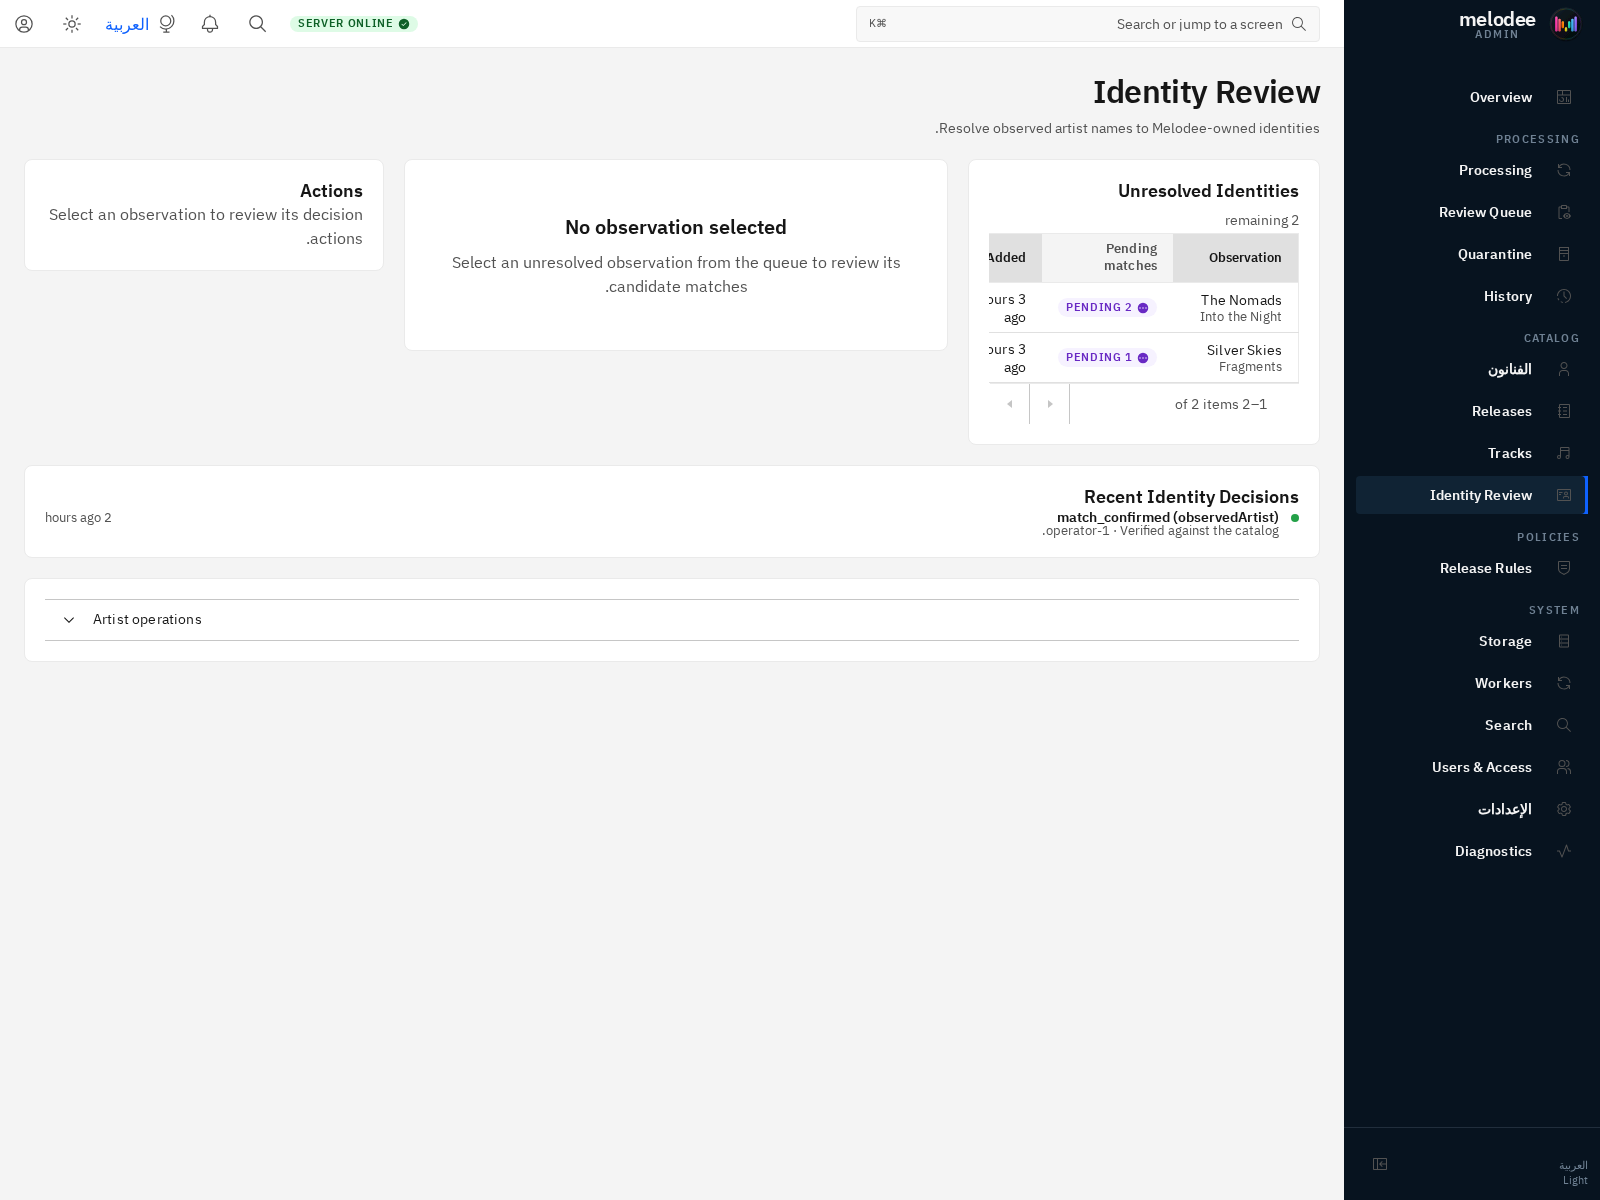 melodee
ADMIN
Search or jump to a screen
⌘K
SERVER ONLINE
العربية
Overview
PROCESSING
Processing
Review Queue
Quarantine
History
CATALOG
الفنانون
Releases
Tracks
Identity Review
POLICIES
Release Rules
SYSTEM
Storage
Workers
Search
Users & Access
الإعدادات
Diagnostics
العربية
Light
Identity Review
Resolve observed artist names to Melodee-owned identities.
Unresolved Identities
2 remaining
Observation
Pending
matches
Added
The Nomads
Into the Night
2 PENDING
3 ours
ago
Silver Skies
Fragments
1 PENDING
3 ours
ago
1–2 of 2 items
No observation selected
Select an unresolved observation from the queue to review its
candidate matches.
Actions
Select an observation to review its decision
actions.
Recent Identity Decisions
match_confirmed (observedArtist)
operator-1 · Verified against the catalog.
2 hours ago
Artist operations